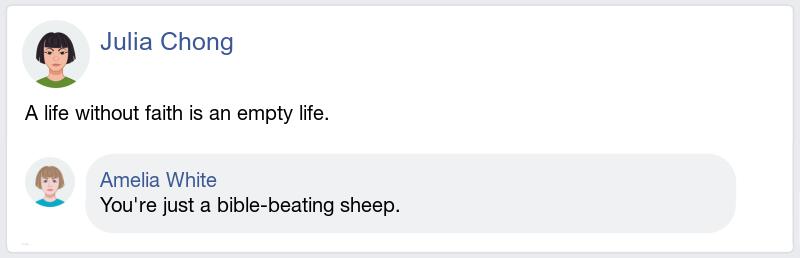 Julia Chong
A life without faith is an empty life.
Amelia White
You're just a bible-beating sheep.